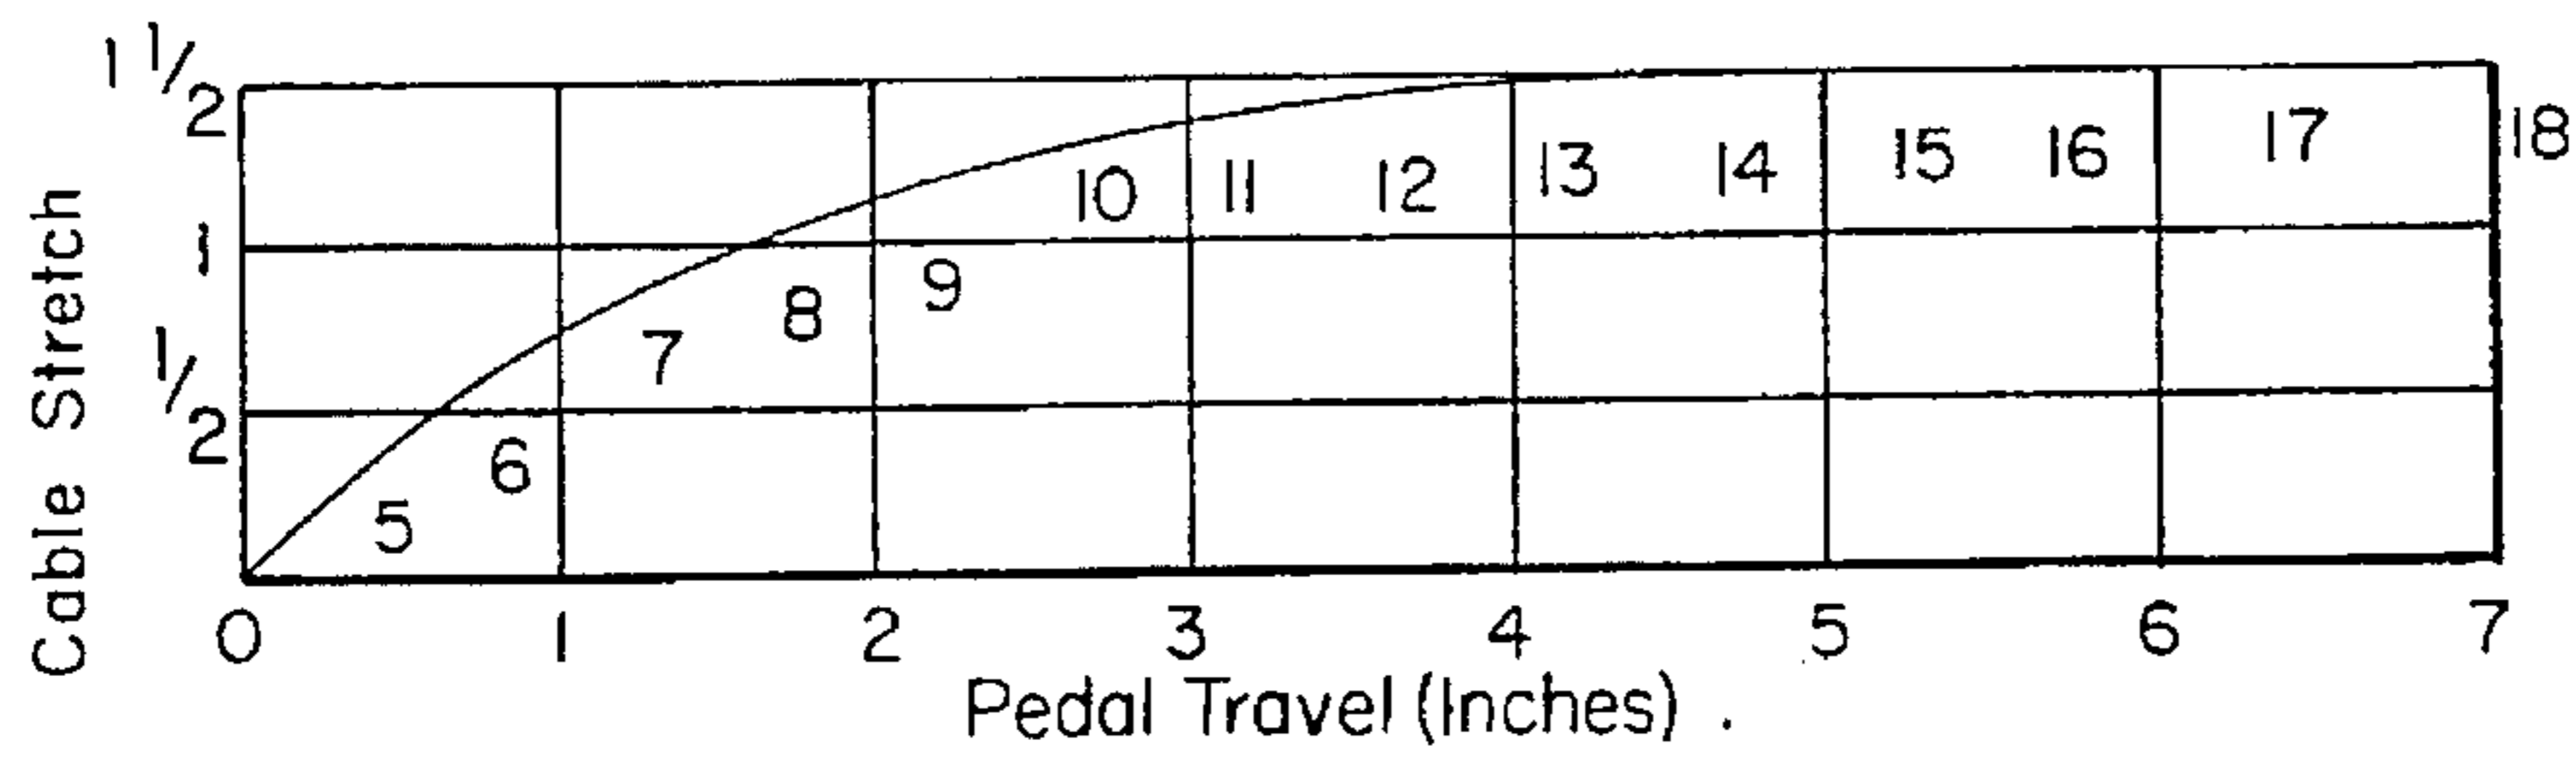 1 1/2
1
1/2
Cable Stretch
5 6 7 8 9 10 11 12 13 14 15 16 17 18
0 1 2 3 4 5 6 7
Pedal Travel (Inches) .